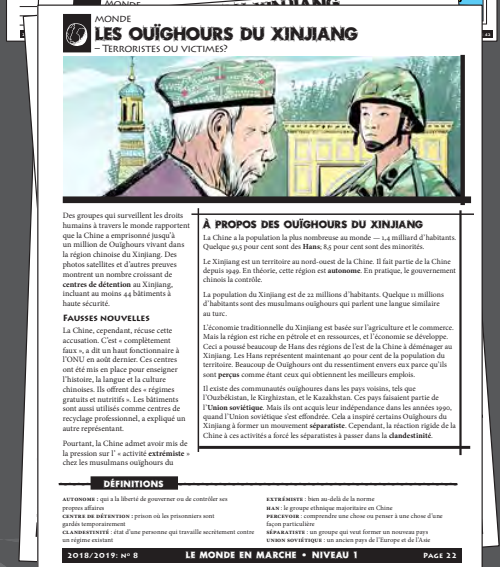 MONDE
LES OUÏGHOURS DU XINJIANG
– TERRORISTES OU VICTIMES?
Des groupes qui surveillent les droits
humains à travers le monde rapportent
que la Chine a emprisonné jusqu'à
un million de Ouïghours vivant dans
la région chinoise du Xinjiang. Des
photos satellites et d'autres preuves
montrent un nombre croissant de
centres de détention au Xinjiang,
incluant au moins 44 bâtiments à
haute sécurité.
FAUSSES NOUVELLES
La Chine, cependant, récuse cette
accusation. C'est « complètement
faux », a dit un haut fonctionnaire à
l'ONU en août dernier. Ces centres
ont été mis en place pour enseigner
l'histoire, la langue et la culture
chinoises. Ils offrent des « régimes
gratuits et nutritifs ». Les bâtiments
sont aussi utilisés comme centres de
recyclage professionnel, a expliqué un
autre représentant.
Pourtant, la Chine admet avoir mis de
la pression sur l' « activité extrémiste »
chez les musulmans ouïghours du
À PROPOS DES OUÏGHOURS DU XINJIANG
La Chine a la population la plus nombreuse au monde — 1,4 milliard d'habitants.
Quelque 91,5 pour cent sont des Hans; 8,5 pour cent sont des minorités.
Le Xinjiang est un territoire au nord-ouest de la Chine. Il fait partie de la Chine
depuis 1949. En théorie, cette région est autonome. En pratique, le gouvernement
chinois la contrôle.
La population du Xinjiang est de 22 millions d'habitants. Quelque 11 millions
d'habitants sont des musulmans ouïghours qui parlent une langue similaire
au turc.
L'économie traditionnelle du Xinjiang est basée sur l'agriculture et le commerce.
Mais la région est riche en pétrole et en ressources, et l'économie se développe.
Ceci a poussé beaucoup de Hans des régions de l'est de la Chine à déménager au
Xinjiang. Les Hans représentent maintenant 40 pour cent de la population du
territoire. Beaucoup de Ouïghours ont du ressentiment envers eux parce qu'ils
sont perçus comme étant ceux qui obtiennent les meilleurs emplois.
Il existe des communautés ouïghoures dans les pays voisins, tels que
l'Ouzbékistan, le Kirghizstan, et le Kazakhstan. Ces pays faisaient partie de
l'Union soviétique. Mais ils ont acquis leur indépendance dans les années 1990,
quand l'Union soviétique s'est effondrée. Cela a inspiré certains Ouïghours du
Xinjiang à former un mouvement séparatiste. Cependant, la réaction rigide de la
Chine à ces activités a forcé les séparatistes à passer dans la clandestinité.
DÉFINITIONS
AUTONOME : qui a la liberté de gouverner ou de contrôler ses
propres affaires
CENTRE DE DÉTENTION : prison où les prisonniers sont
gardés temporairement
CLANDESTINITÉ : état d'une personne qui travaille secrètement contre
un régime existant
EXTRÉMISTE : bien au-delà de la norme
HAN : le groupe ethnique majoritaire en Chine
PERCEVOIR : comprendre une chose ou penser à une chose d'une
façon particulière
SÉPARATISTE : un groupe qui veut former un nouveau pays
UNION SOVIÉTIQUE : un ancien pays de l'Europe et de l'Asie
2018/2019: Nº 8
LE MONDE EN MARCHE • NIVEAU 1
PAGE 22